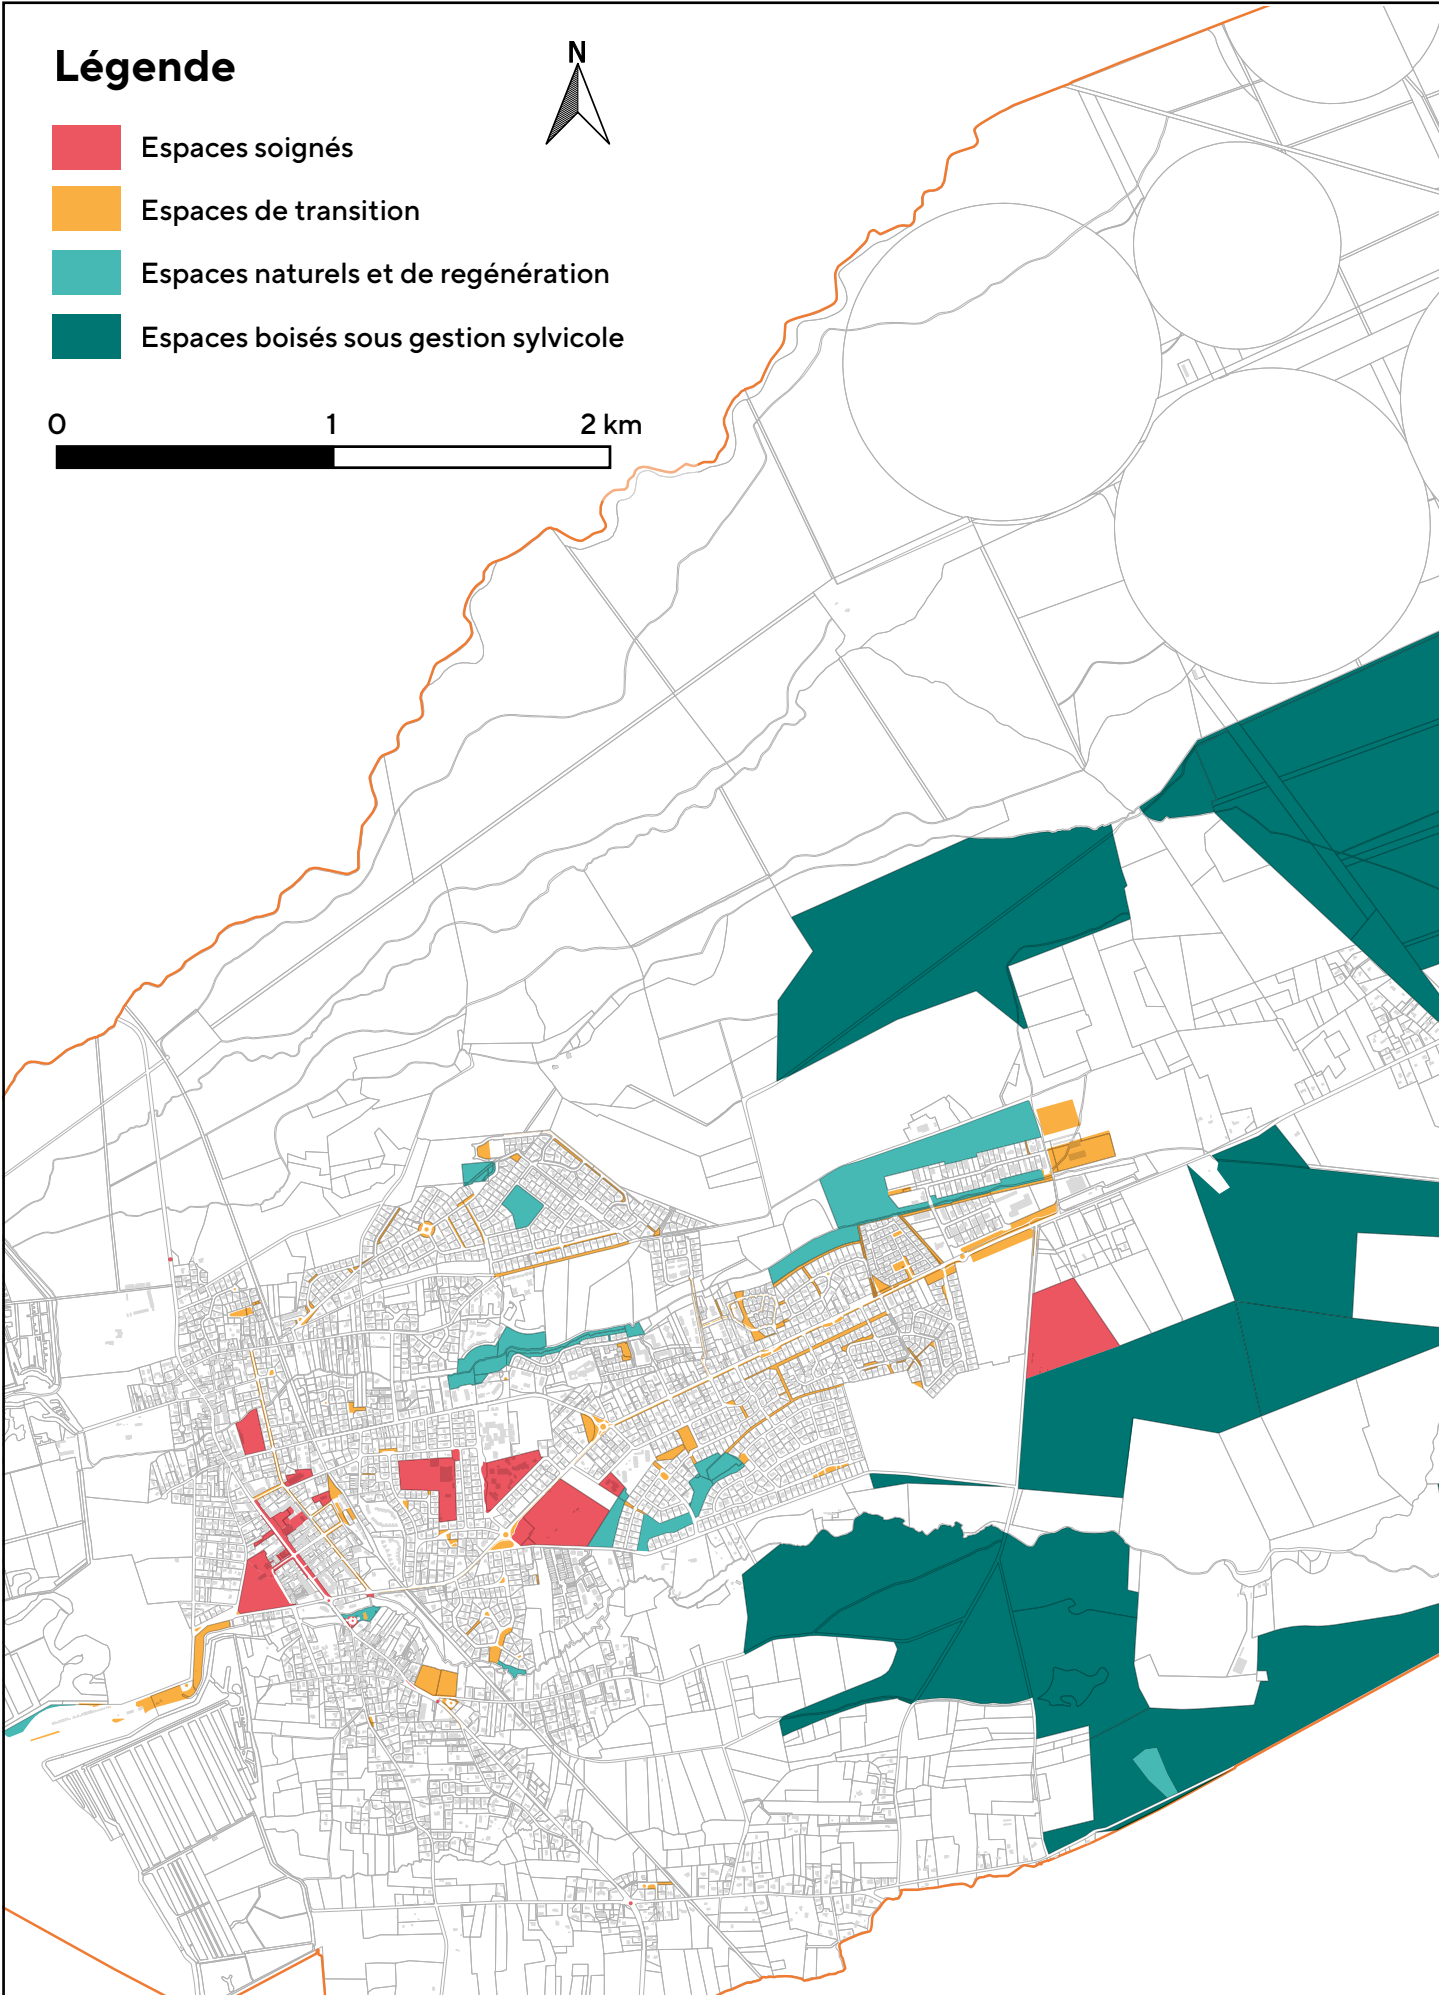 Légende
N
Espaces soignés
Espaces de transition
Espaces naturels et de regénération
Espaces boisés sous gestion sylvicole
0 1 2 km